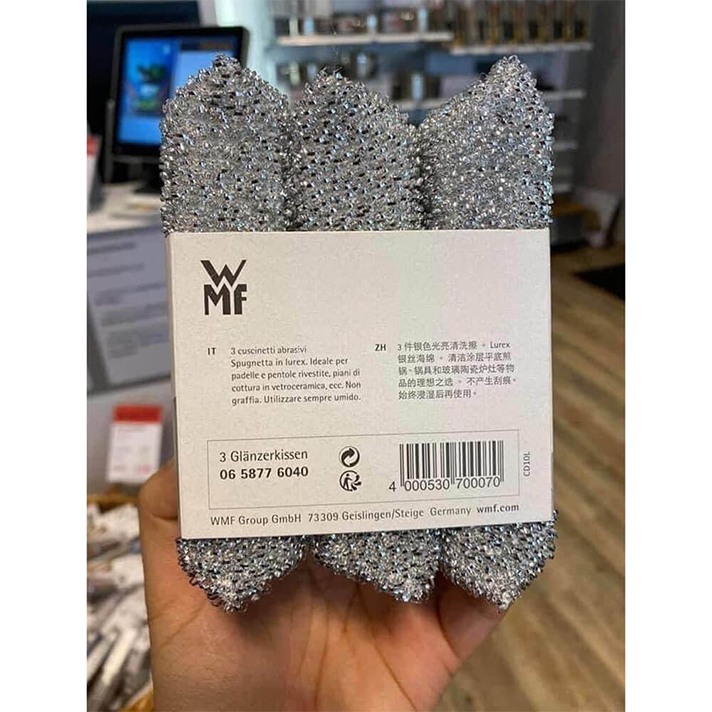 WMF
IT
3 cuscinetti abrasivi
Spugnetta in lurex. Ideale per
padelle e pentole rivestite, piani di
cottura in vetroceramica, ecc. Non
graffia. Utilizzare sempre umido.
ZH
3 件银色光亮清洗擦 。 Lurex
银丝海绵 。 清洁涂层平底煎
锅、锅具和玻璃陶瓷炉灶等物
品的理想之选 。 不产生刮痕。
始终浸湿后再使用。
3 Glänzerkissen
06 5877 6040
4 000530 700070
CD10L
WMF Group GmbH 73309 Geislingen/Steige Germany wmf.com